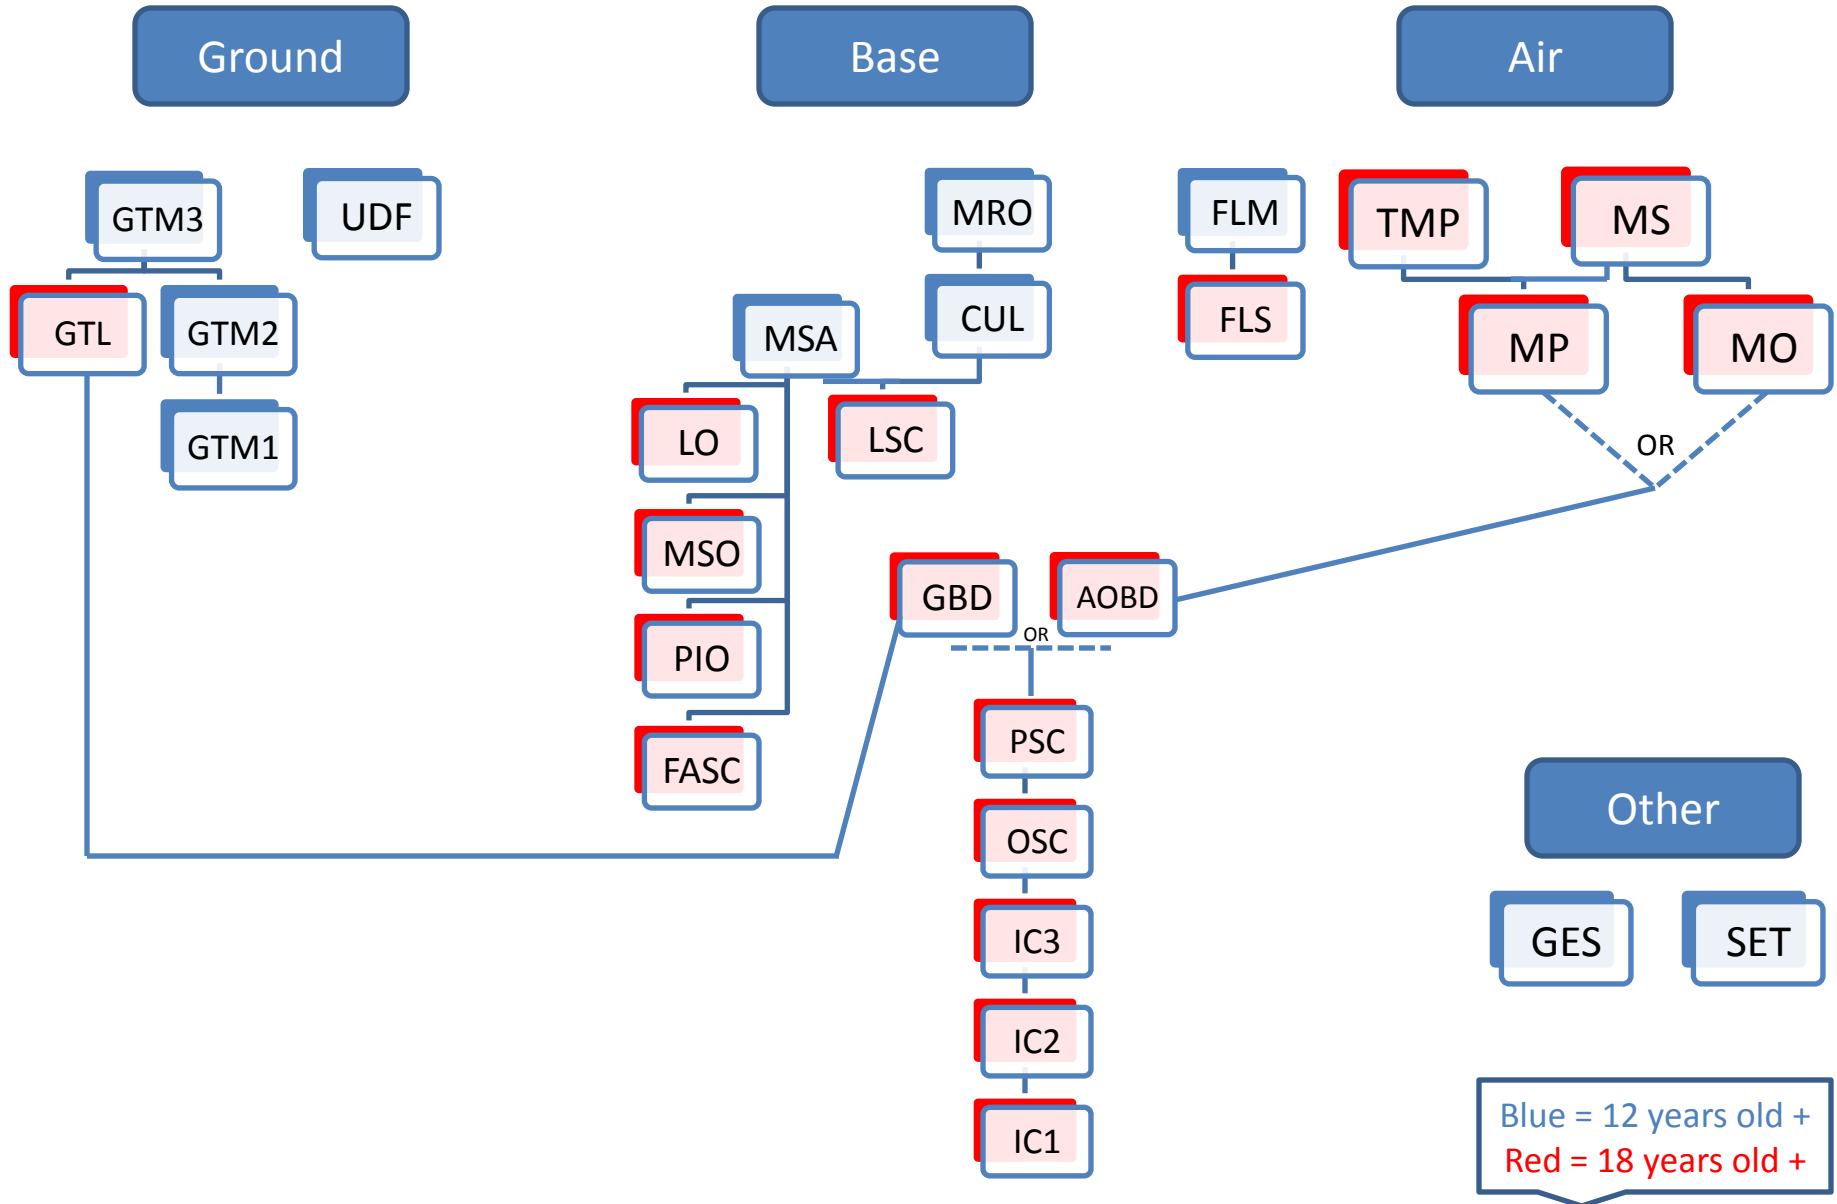 Ground
Base
Air
GTM3
UDF
MRO
FLM
TMP
MS
GTL
GTM2
MSA
CUL
FLS
MP
MO
GTM1
LO
LSC
OR
MSO
GBD
AOBD
OR
PIO
PSC
FASC
OSC
Other
IC3
GES
SET
IC2
IC1
Blue = 12 years old +
Red = 18 years old +